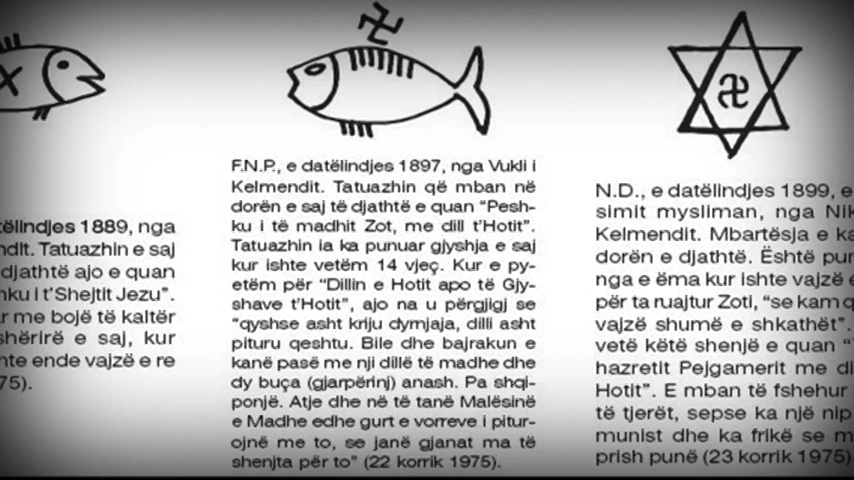 tëlindjes 1889, nga
ndit. Tatuazhin e saj
djathtë ajo e quan
hku i t'Shejtit Jezu".
r me bojë të kaltër
shërirë e saj, kur
hte ende vajzë e re
75).
F.N.P., e datëlindjes 1897, nga Vukli i
Kelmendit. Tatuazhin që mban në
dorën e saj të djathtë e quan “Pesh-
ku i të madhit Zot, me dill t'Hotit”.
Tatuazhin ia ka punuar gjyshja e saj
kur ishte vetëm 14 vjeç. Kur e py-
etëm për “Dillin e Hotit apo të Gjy-
shave t'Hotit”, ajo na u përgjigj se
“qyshse asht kriju dyrnjaja, dilli asht
pituru qeshtu. Bile dhe bajrakun e
kanë pasë me nji dillë të madhe dhe
dy buça (gjarpërinj) anash. Pa shqi-
ponjë. Atje dhe në të tanë Malësinë
e Madhe edhe gurt e vorreve i pitur-
ojnë me to, se janë gjanat ma të
shenjta për to” (22 korrik 1975).
N.D., e datëlindjes 1899, e
simit mysliman, nga Nik
Kelmendit. Mbartësja e ka
dorën e djathtë. Është pun
nga e ëma kur ishte vajzë e
për ta ruajtur Zoti, “se kam q
vajzë shumë e shkathët”.
vetë këtë shenjë e quan “
hazretit Pejgamerit me di
Hotit”. E mban të fshehur
të tjerët, sepse ka një nip
munist dhe ka frikë se m
prish punë (23 korrik 1975)